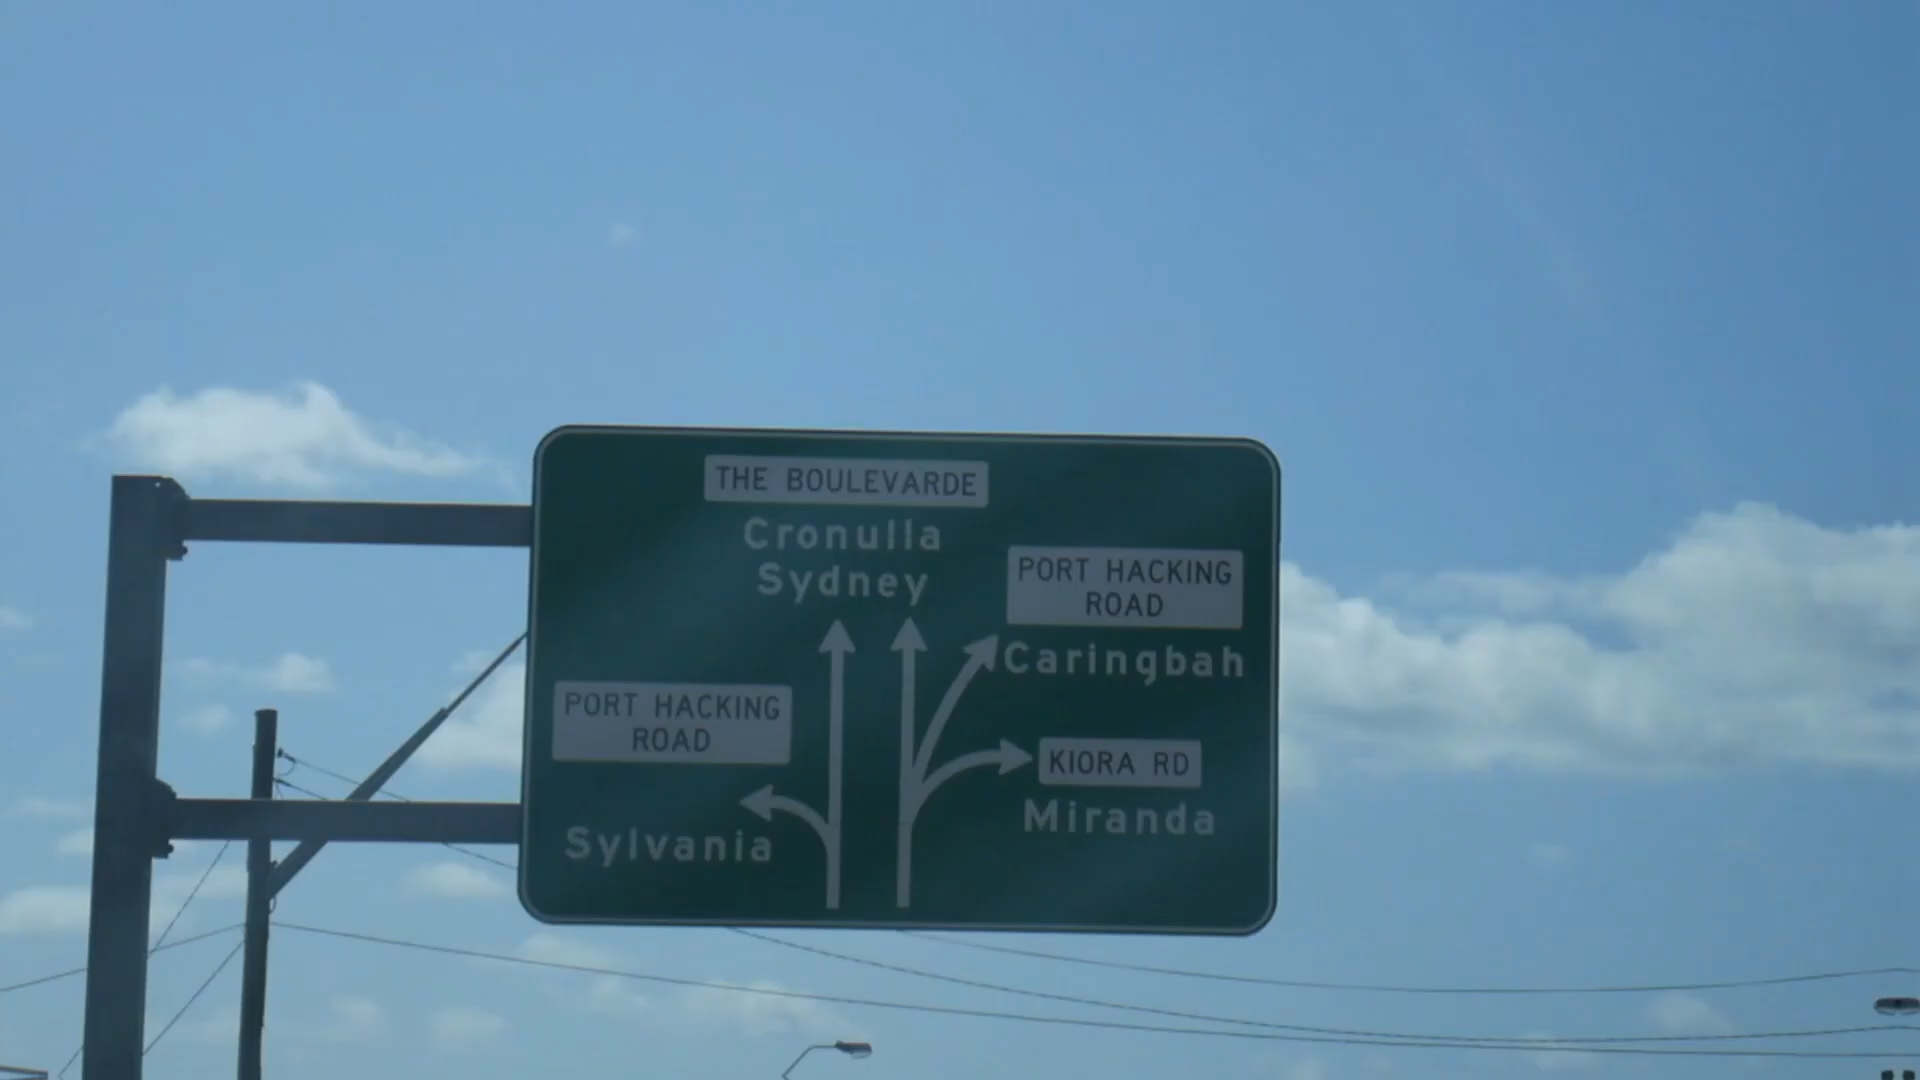 THE BOULEVARDE
Cronulla
Sydney
PORT HACKING
ROAD
Caringbah
PORT HACKING
ROAD
Sylvania
KIORA RD
Miranda